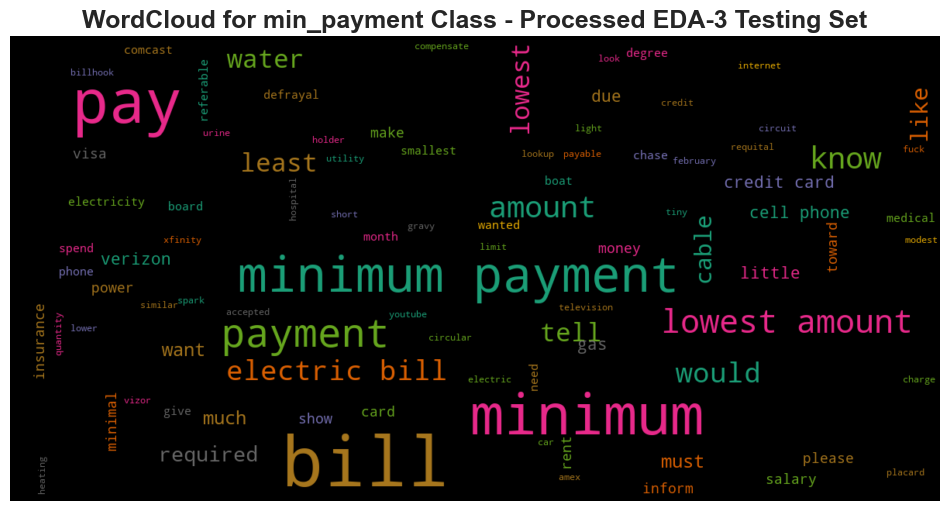 WordCloud for min_payment Class - Processed EDA-3 Testing Set
comcast
compensate
billhook
water
lowest
look
degree
internet
pay
referable
defrayal
due
credit
like
urine
holder
make
light
circuit
visa
least
utility
smallest
lookup
payable
chase
february
requital
know
fuck
hospital
boat
credit card
electricity
board
short
gravy
amount
wanted
tiny
cell phone
medical
spend
xfinity
month
limit
money
cable
toward
modest
phone
verizon
minimum payment
little
power
similar
spark
insurance
quantity
lower
accepted
youtube
television
payment
circular
tell
gas
lowest amount
want
electric bill
electric
need
would
charge
vizor
minimal
give
much
show
card
minimum
required
bill
car
rent
must
please
heating
amex
inform
salary
placard